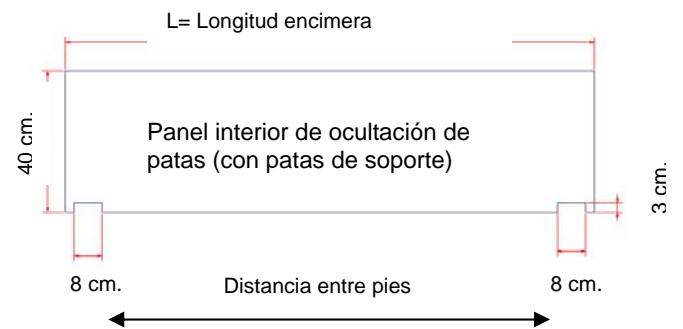 L= Longitud encimera
40 cm.
Panel interior de ocultación de
patas (con patas de soporte)
3 cm.
8 cm.
Distancia entre pies
8 cm.